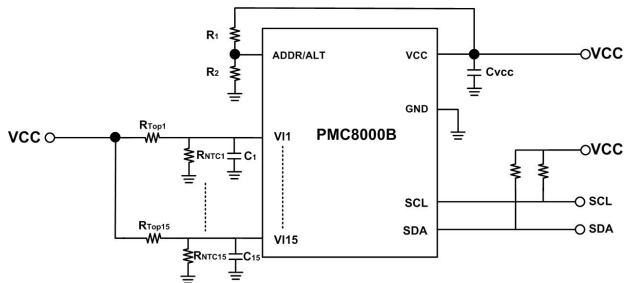 R1
R2
ADDR/ALT
VCC
CVCC
VCC
GND
PMC8000B
VCC
RTop1
VI1
RNTC1
C1
VCC
SCL
SCL
SDA
SDA
RTop15
VI15
RNTC15
C15